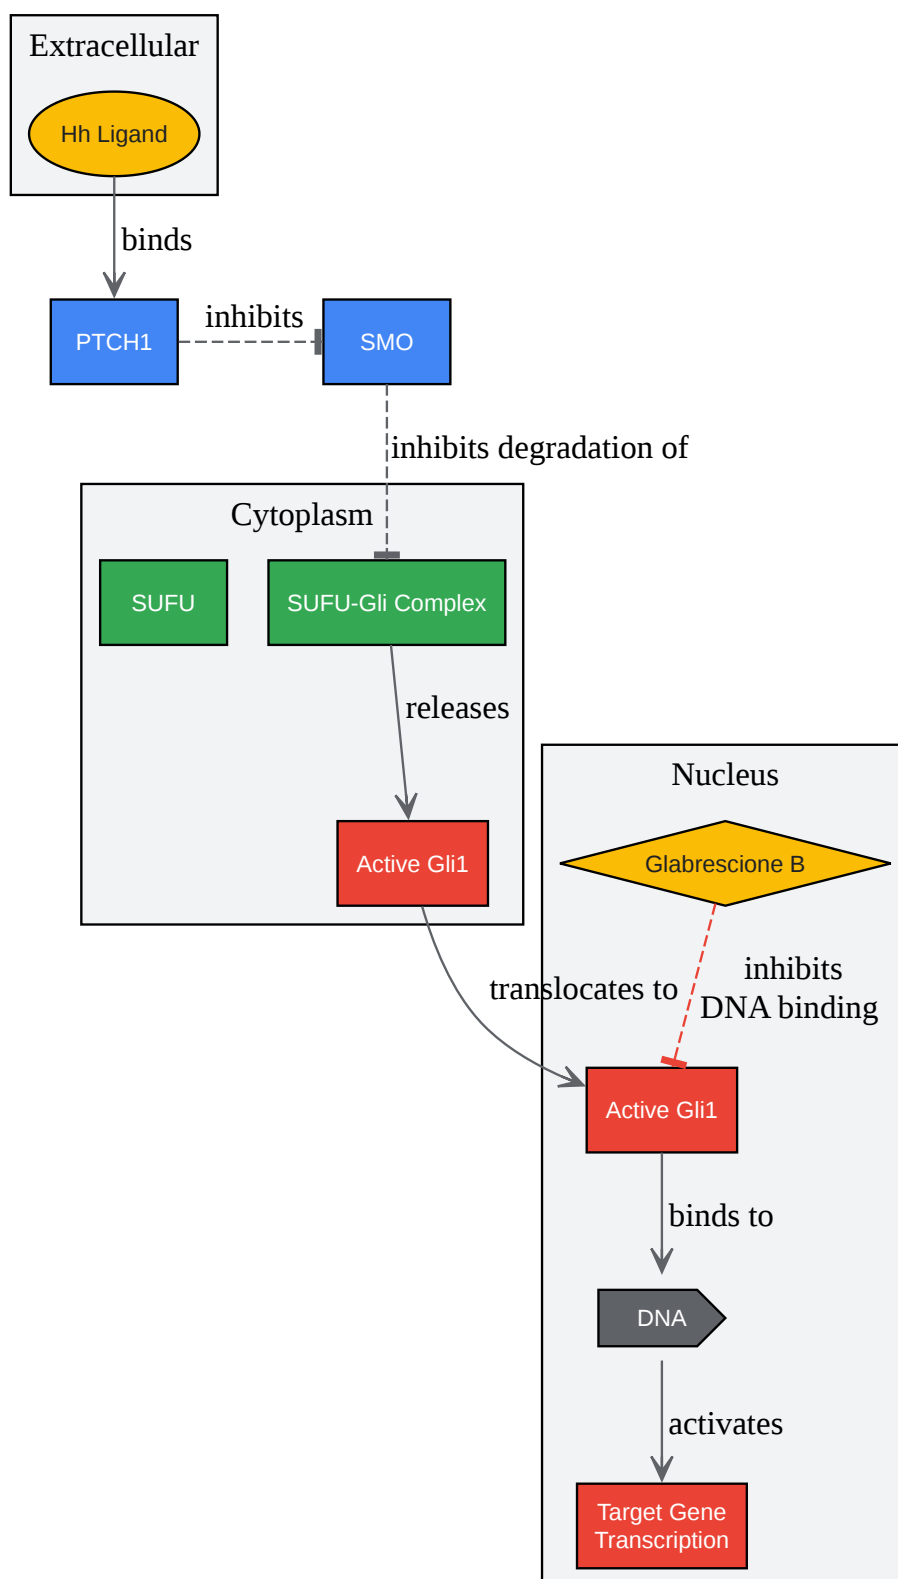 Extracellular
Hh Ligand
binds
PTCH1
inhibits
SMO
inhibits degradation of
Cytoplasm
SUFU
SUFU-Gli Complex
releases
Nucleus
Active Gli1
Glabrescione B
translocates to
inhibits
DNA binding
Active Gli1
binds to
DNA
activates
Target Gene
Transcription